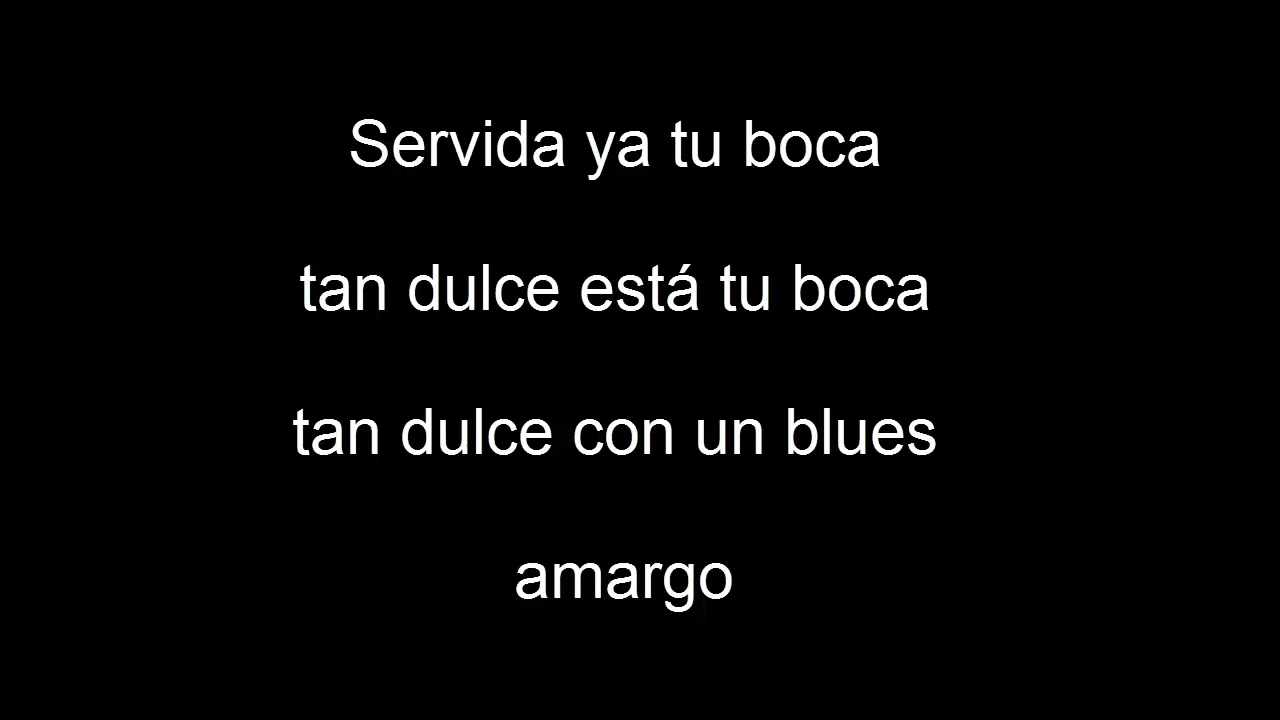 Servida ya tu boca
tan dulce está tu boca
tan dulce con un blues
amargo